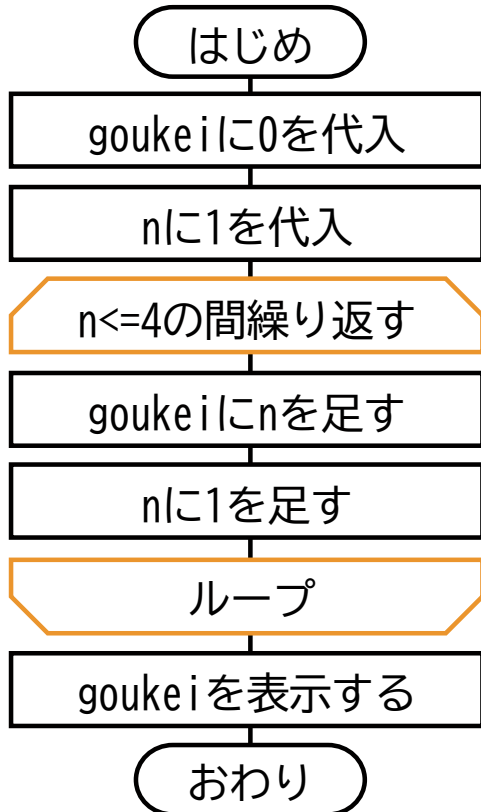 はじめ
goukeiに0を代入
nに1を代入
n<=4の間繰り返す
goukeiにnを足す
nに1を足す
ループ
goukeiを表示する
おわり